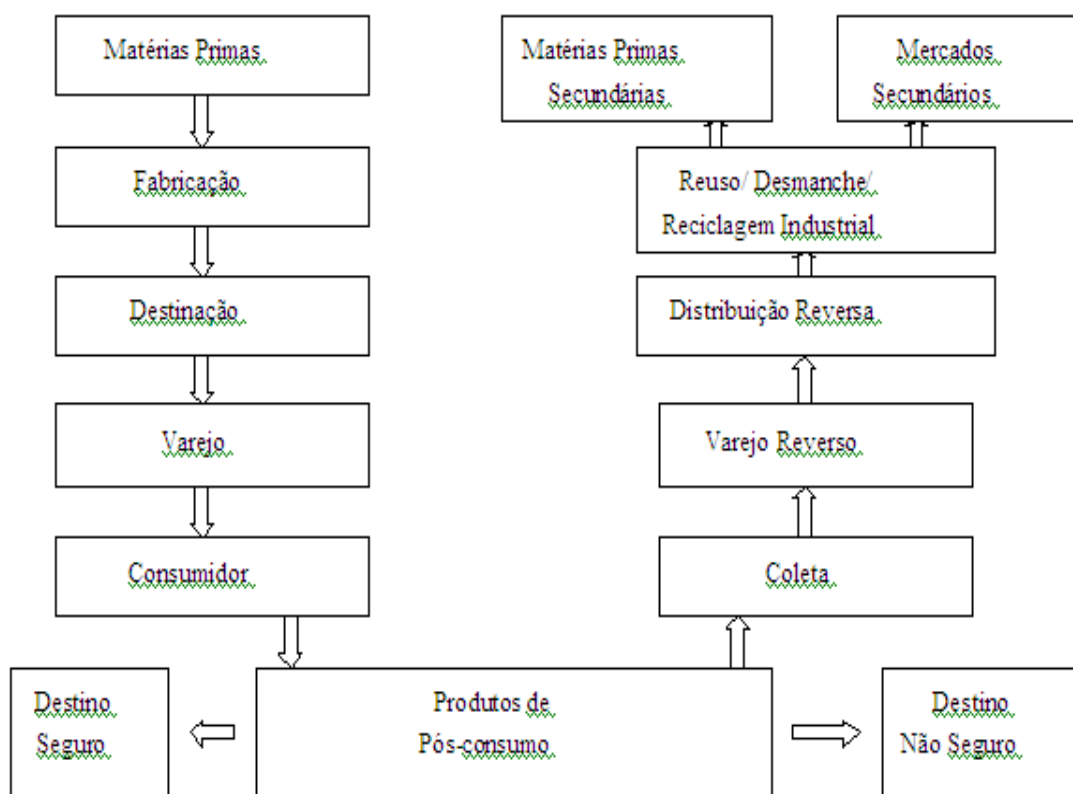 Matérias Primas
Fabricação
Destinação
Varejo
Consumidor
Produtos de
Pós-consumo
Destino
Seguro
Destino
Não Seguro
Coleta
Varejo Reverso
Distribuição Reversa
Reuso/ Desmanche/
Reciclagem Industrial
Matérias Primas
Secundárias
Mercados
Secundários